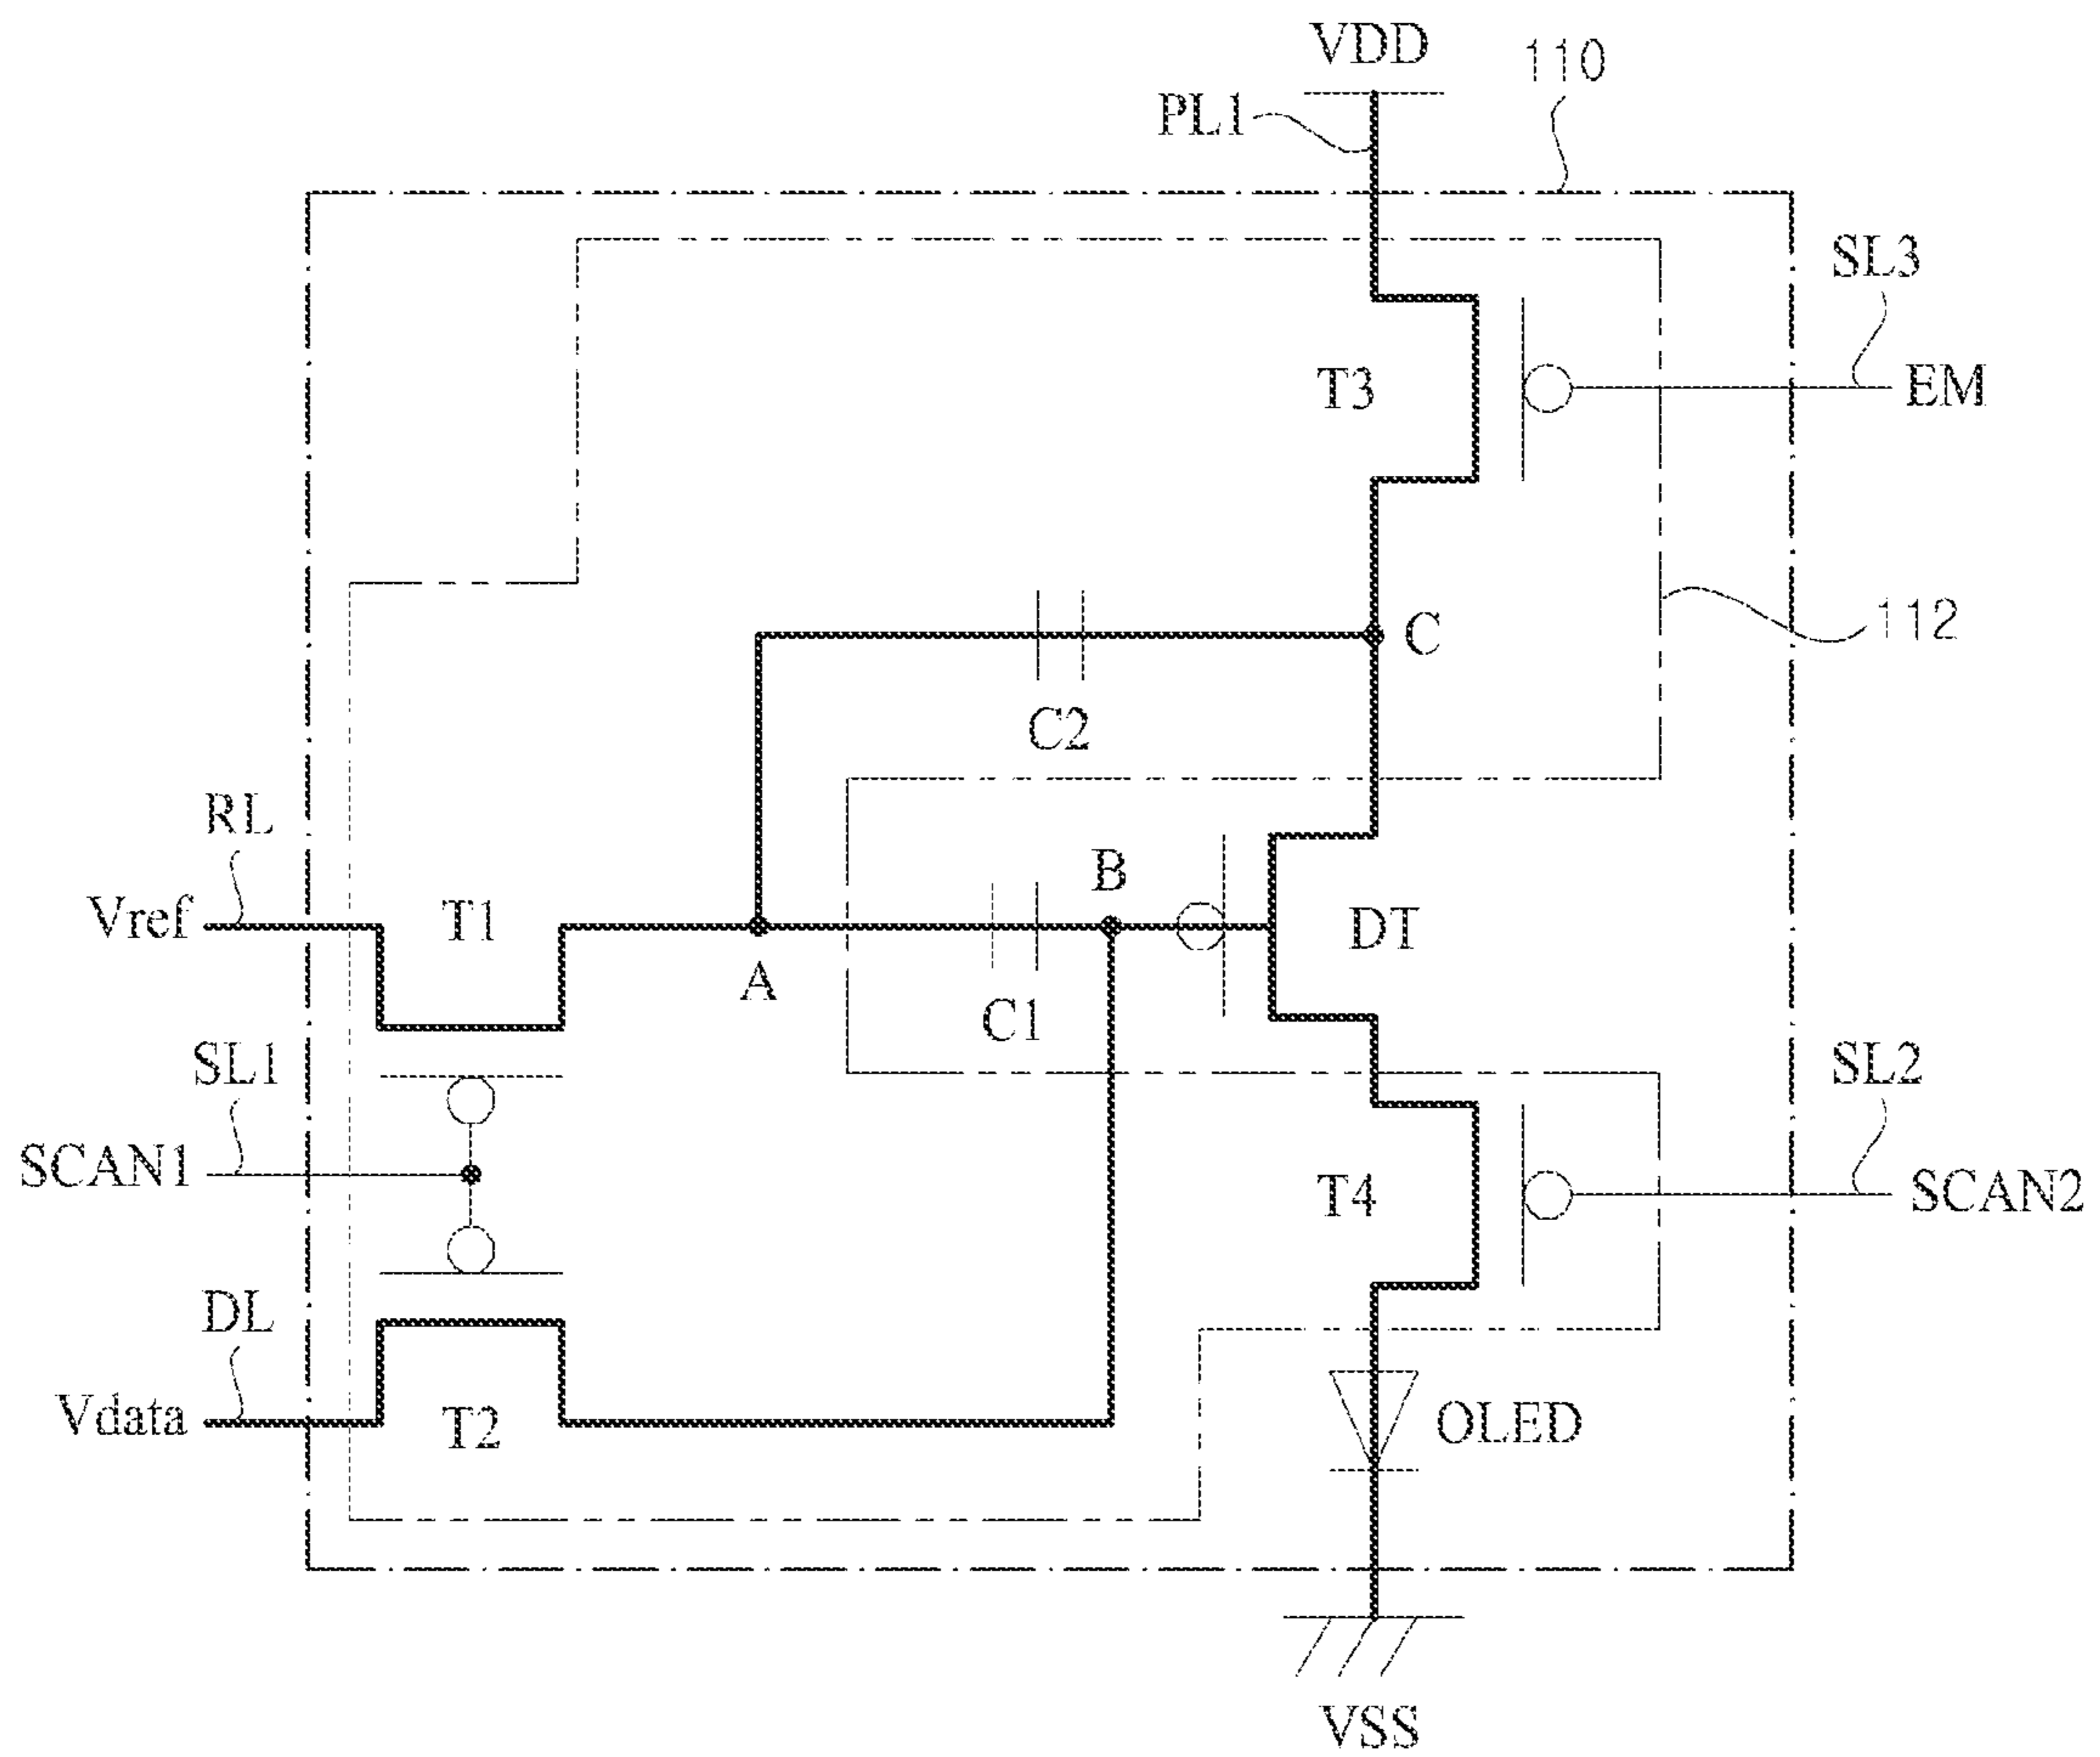 VDD
110
PL1
SL3
T3
EM
C
112
C2
RL
B
Vref
T1
DT
A
C1
SL1
SL2
SCAN1
T4
SCAN2
DL
Vdata
T2
OLED
VSS